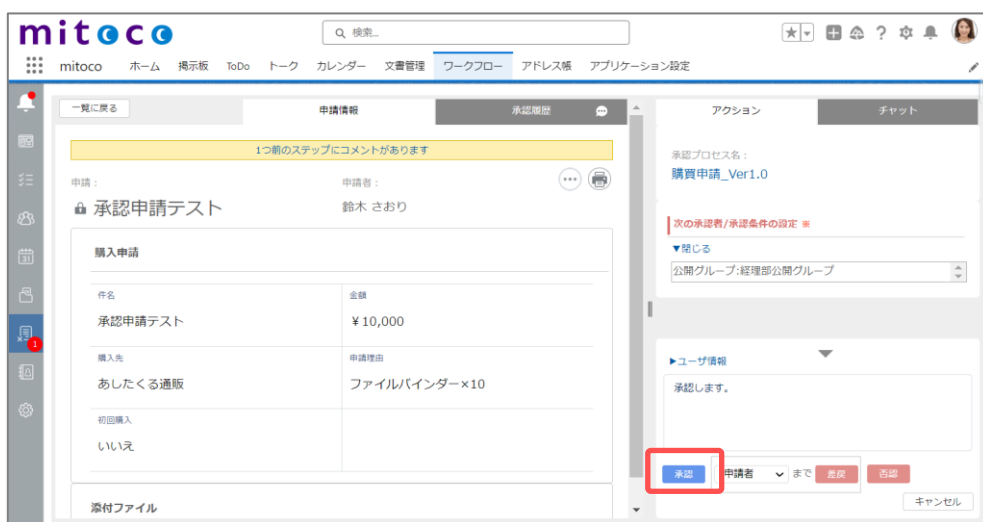 mitoco
検索...
mitoco ホーム 掲示板 ToDo トーク カレンダー 文書管理 ワークフロー アドレス帳 アプリケーション設定
一覧に戻る
申請情報
承認履歴
1つ前のステップにコメントがあります
申請：
申請者：
承認申請テスト
鈴木 さおり
購入申請
件名
金額
承認申請テスト
￥10,000
購入先
申請理由
あしたくる通販
ファイルバインダー×10
初回購入
いいえ
添付ファイル
アクション
チャット
承認プロセス名：
購買申請_Ver1.0
次の承認者/承認条件の設定 ※
▼閉じる
公開グループ:経理部公開グループ
▶ユーザ情報
承認します。
承認 申請者 まで 差戻 否認
キャンセル
31
1